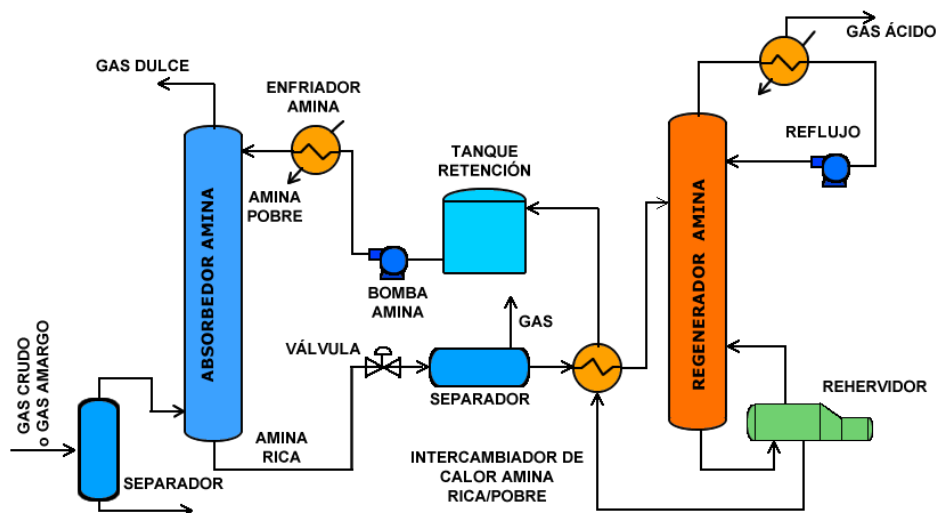 GAS ÁCIDO
GAS DULCE
ENFRIADOR
AMINA
REFLUJO
TANQUE
RETENCIÓN
AMINA
POBRE
ABSORBEDOR AMINA
REGENERADOR AMINA
BOMBA
AMINA
GAS
VÁLVULA
GAS CRUDO
o GAS AMARGO
SEPARADOR
REHERVIDOR
AMINA
RICA
INTERCAMBIADOR DE
CALOR AMINA
RICA/POBRE
SEPARADOR